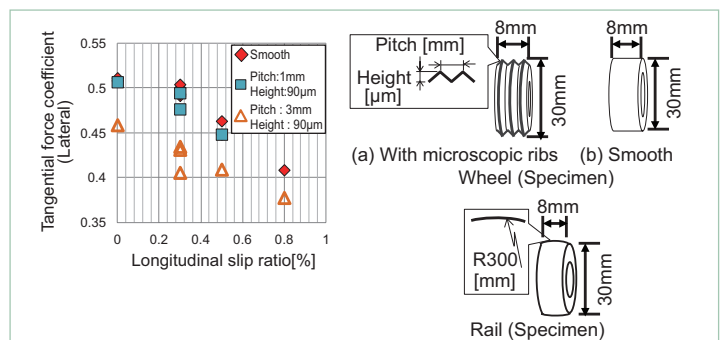 0.55
0.5
0.45
0.4
0.35
0 0.2 0.4 0.6 0.8 1
Tangential force coefficient
(Lateral)
Longitudinal slip ratio[%]
Smooth
Pitch:1mm
Height:90μm
Pitch : 3mm
Height : 90μm
Pitch [mm]
Height
[μm]
8mm
30mm
8mm
30mm
(a) With microscopic ribs
(b) Smooth
Wheel (Specimen)
8mm
R300
[mm]
30mm
Rail (Specimen)